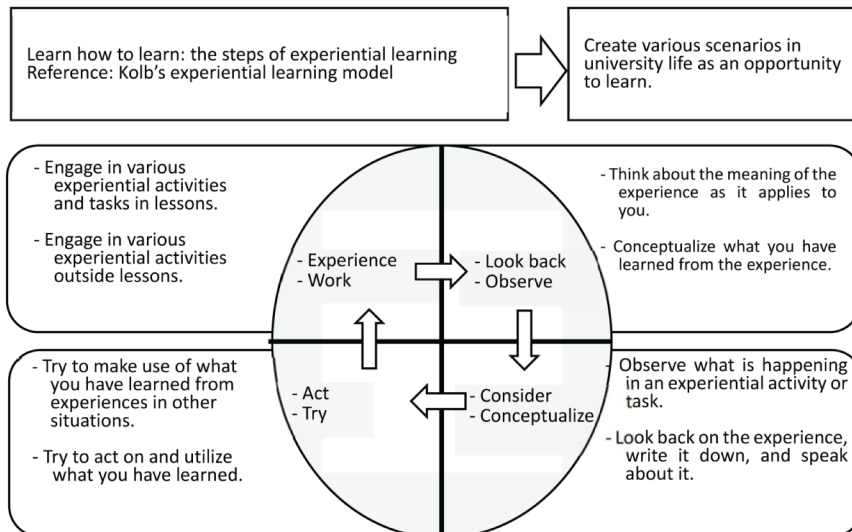 Learn how to learn: the steps of experiential learning
Reference: Kolb's experiential learning model
Create various scenarios in
university life as an opportunity
to learn.
- Engage in various
experiential activities
and tasks in lessons.
- Engage in various
experiential activities
outside lessons.
- Experience
- Work
- Look back
- Observe
- Think about the meaning of the
experience as it applies to
you.
- Conceptualize what you have
learned from the experience.
- Try to make use of what
you have learned from
experiences in other
situations.
- Try to act on and utilize
what you have learned.
- Act
- Try
- Consider
- Conceptualize
- Observe what is happening
in an experiential activity or
task.
- Look back on the experience,
write it down, and speak
about it.